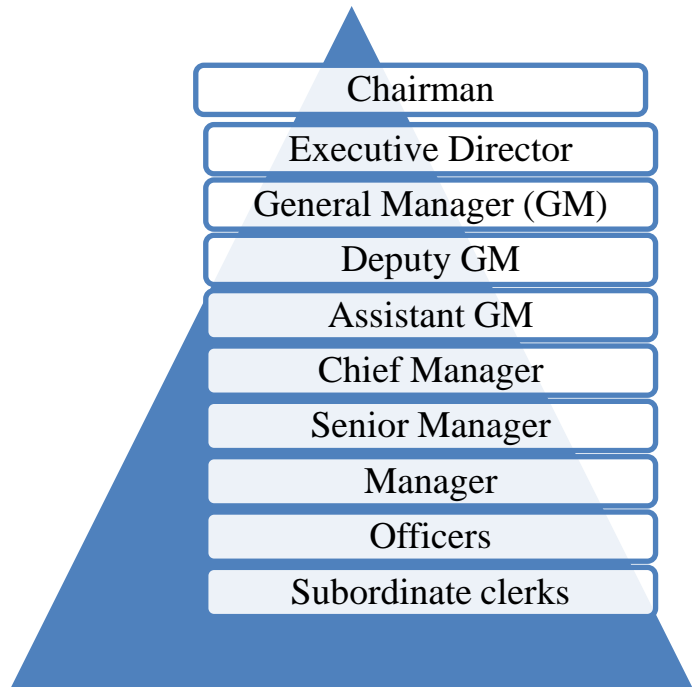 Chairman
Executive Director
General Manager (GM)
Deputy GM
Assistant GM
Chief Manager
Senior Manager
Manager
Officers
Subordinate clerks